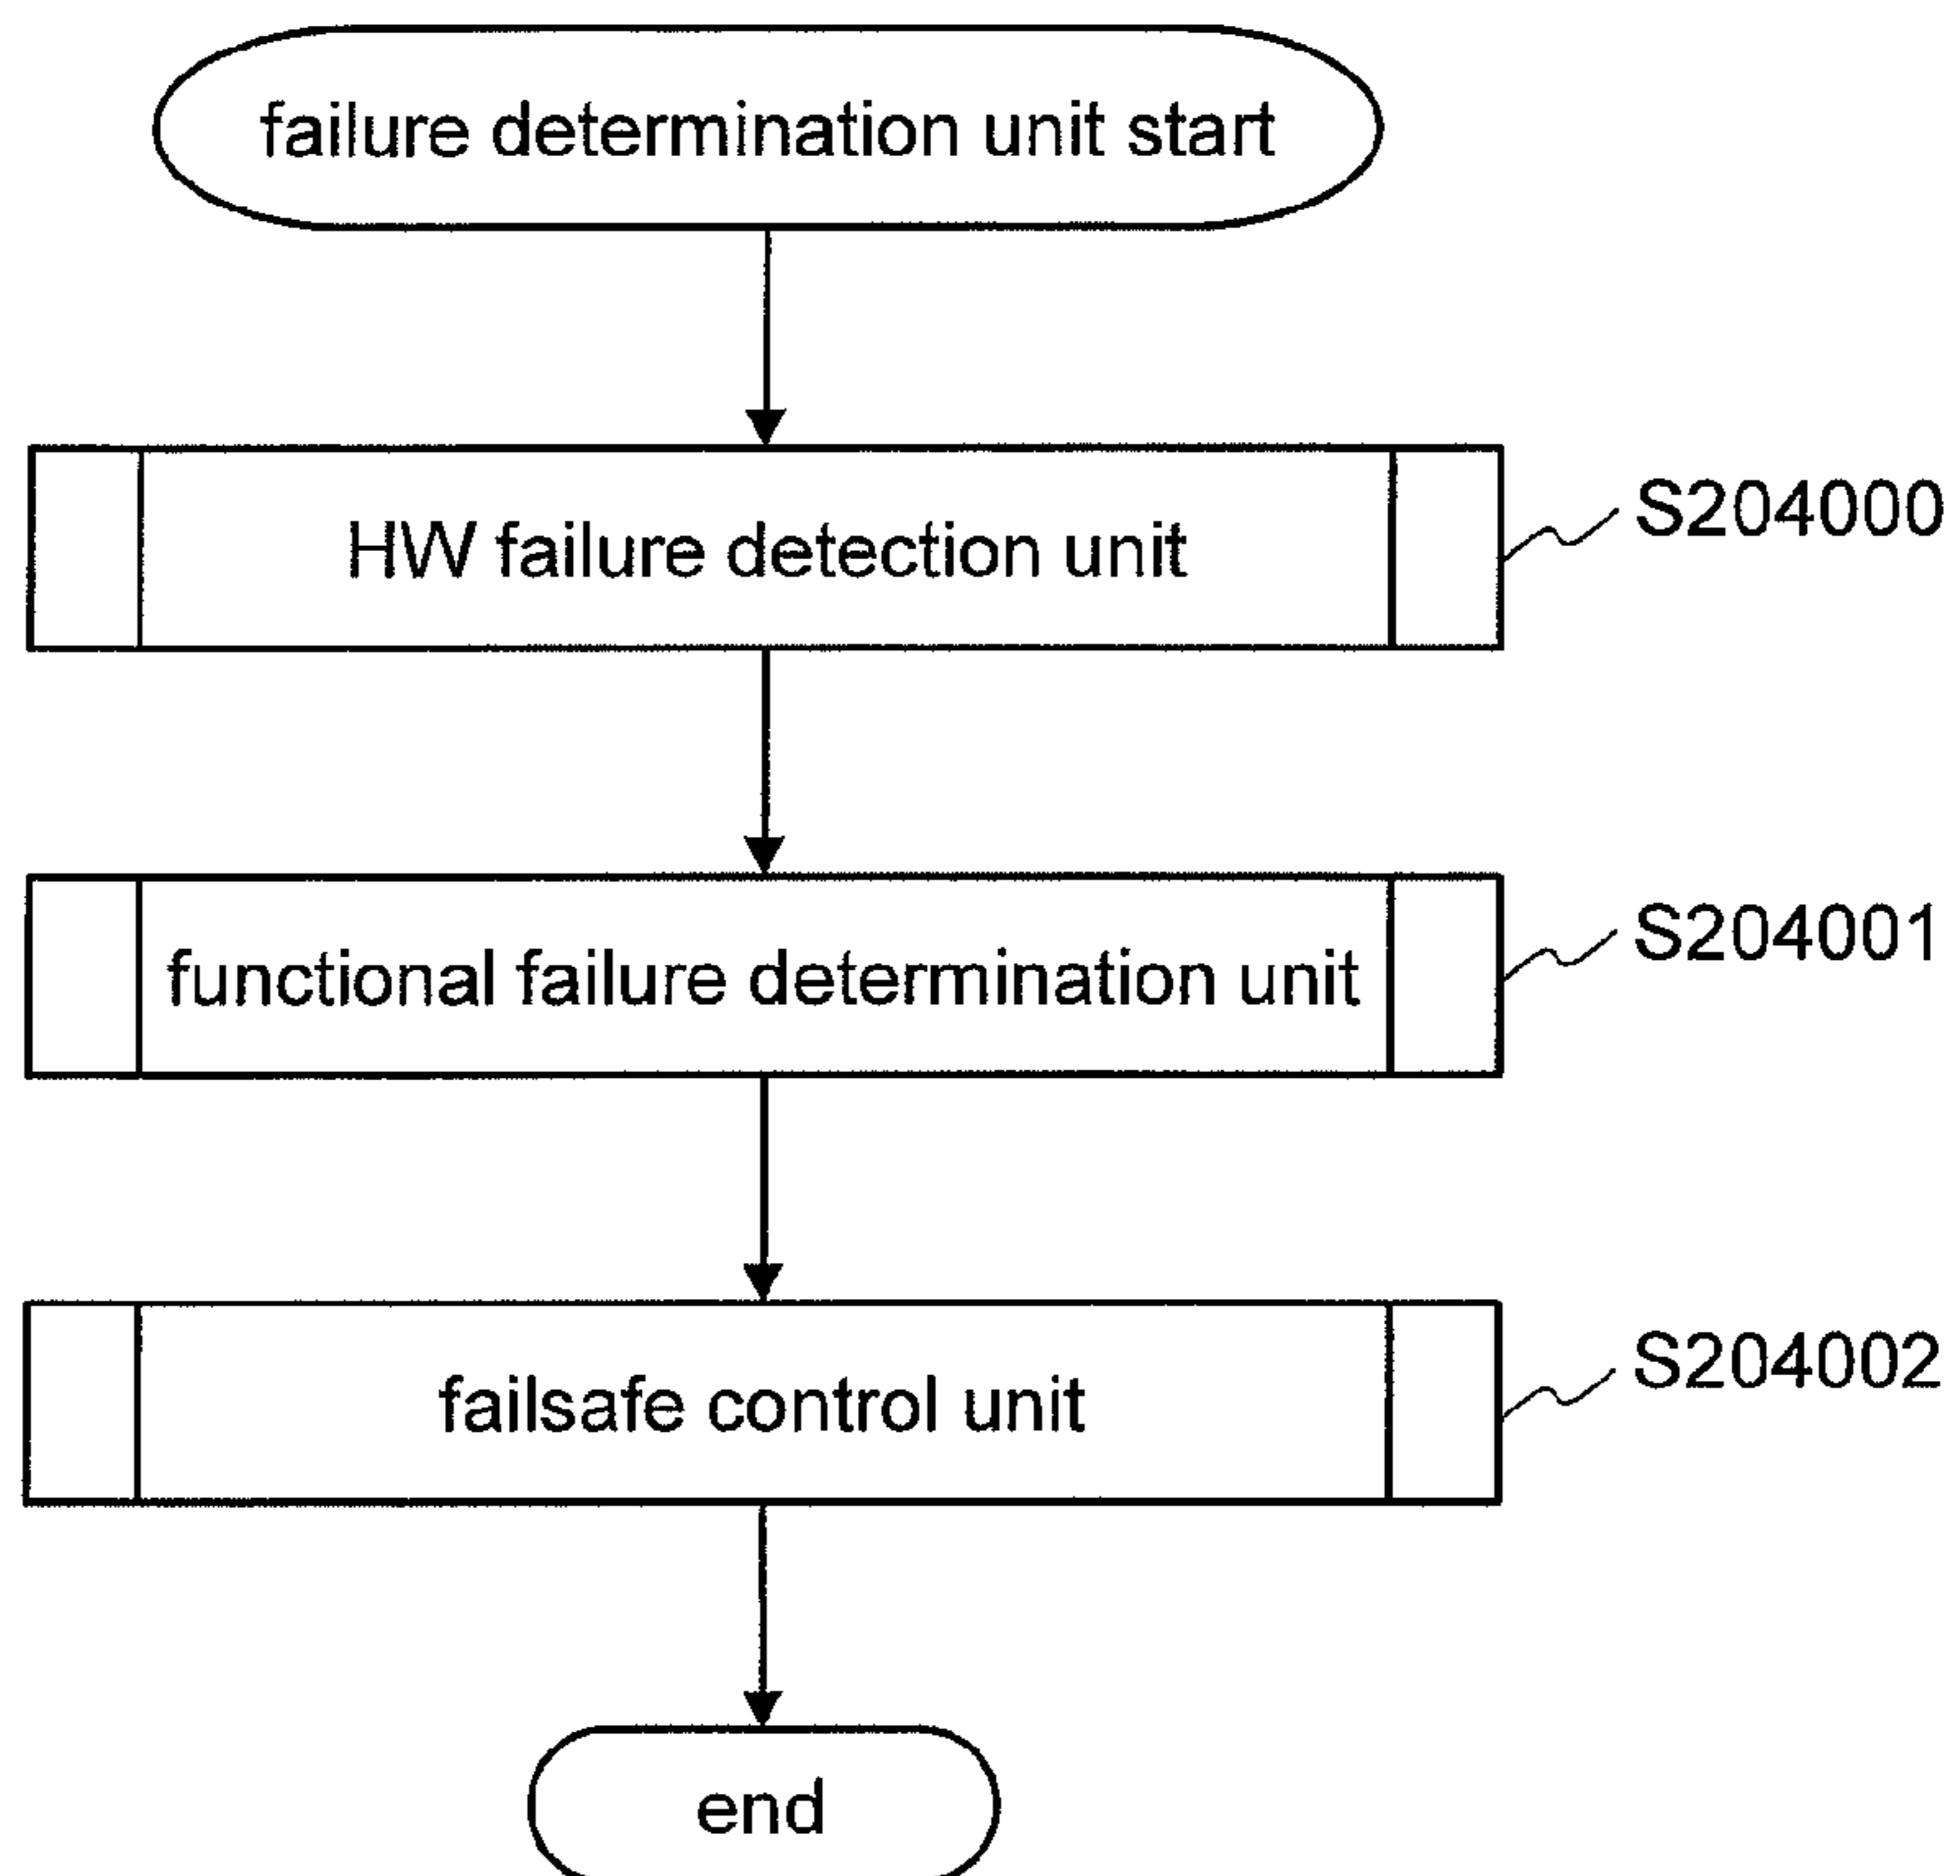 failure determination unit start
HW failure detection unit
S204000
functional failure determination unit
S204001
failsafe control unit
S204002
end